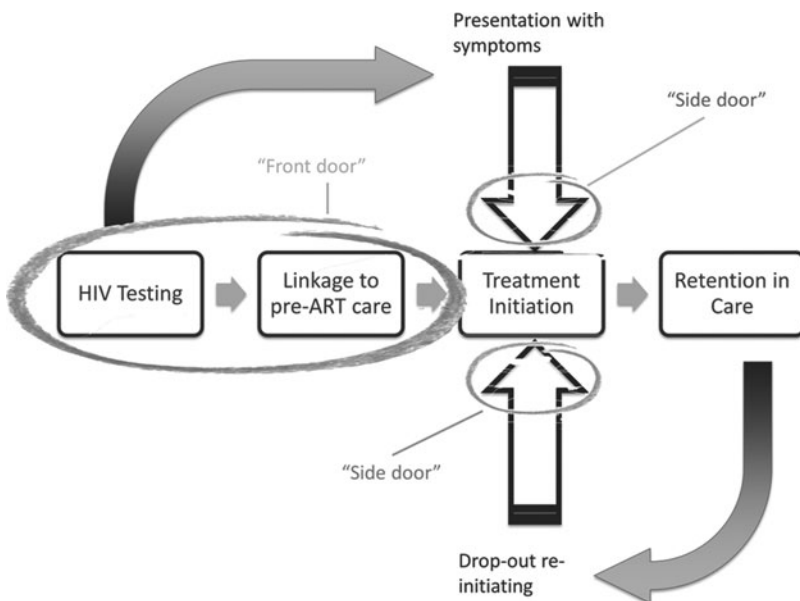 Presentation with
symptoms
"Side door"
"Front door"
HIV Testing
Linkage to
pre-ART care
Treatment
Initiation
Retention in
Care
"Side door"
Drop-out re-
initiating